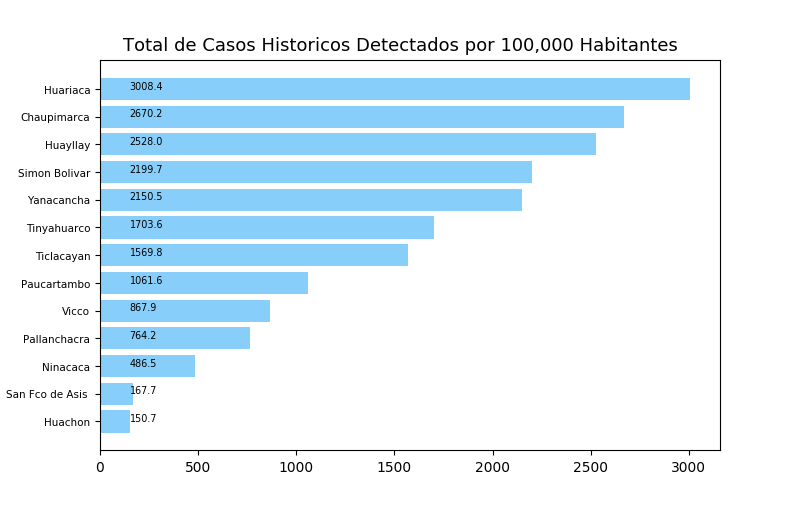 Total de Casos Historicos Detectados por 100,000 Habitantes
Huariaca 3008.4
Chaupimarca 2670.2
Huayllay 2528.0
Simon Bolivar 2199.7
Yanacancha 2150.5
Tinyahuarco 1703.6
Ticlacayan 1569.8
Paucartambo 1061.6
Vicco 867.9
Pallanchacra 764.2
Ninacaca 486.5
San Fco de Asis 167.7
Huachon 150.7
0 500 1000 1500 2000 2500 3000